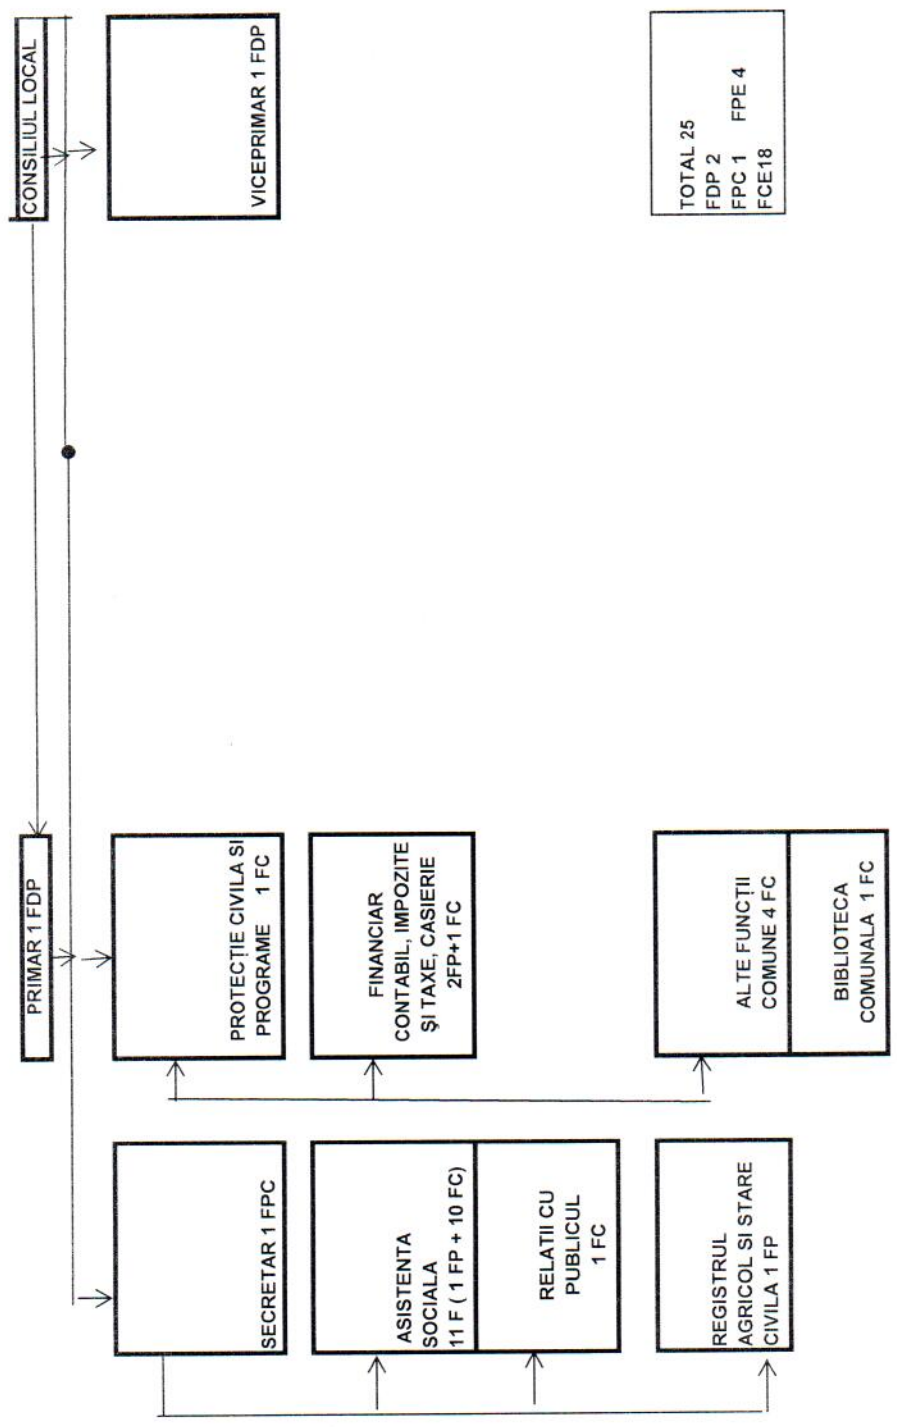 PRIMAR 1 FDP
CONSILIUL LOCAL
SECRETAR 1 FPC
PROTECȚIE CIVILA SI
PROGRAME 1 FC
VICEPRIMAR 1 FDP
ASISTENTA
SOCIALA
11 F ( 1 FP + 10 FC)
RELATII CU
PUBLICUL
1 FC
FINANCIAR
CONTABIL, IMPOZITE
ŞI TAXE, CASIERIE
2FP+1 FC
REGISTRUL
AGRICOL SI STARE
CIVILA 1 FP
ALTE FUNCȚII
COMUNE 4 FC
BIBLIOTECA
COMUNALA 1 FC
TOTAL 25
FDP 2
FPC 1 FPE 4
FCE18